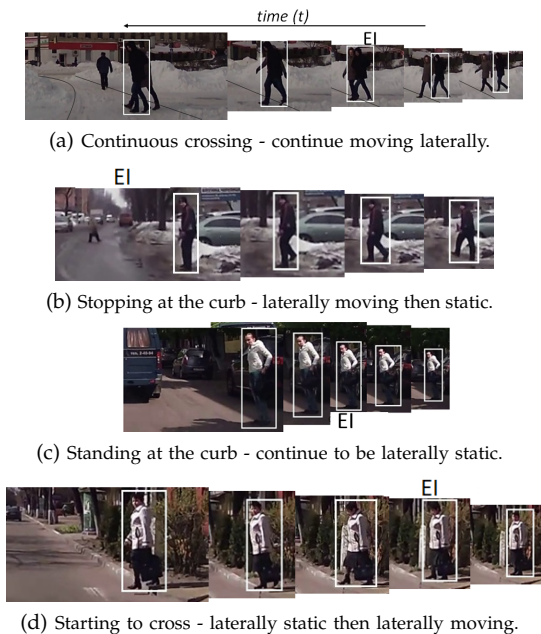 time (t)
EI
(a) Continuous crossing - continue moving laterally.
EI
(b) Stopping at the curb - laterally moving then static.
EI
(c) Standing at the curb - continue to be laterally static.
EI
(d) Starting to cross - laterally static then laterally moving.